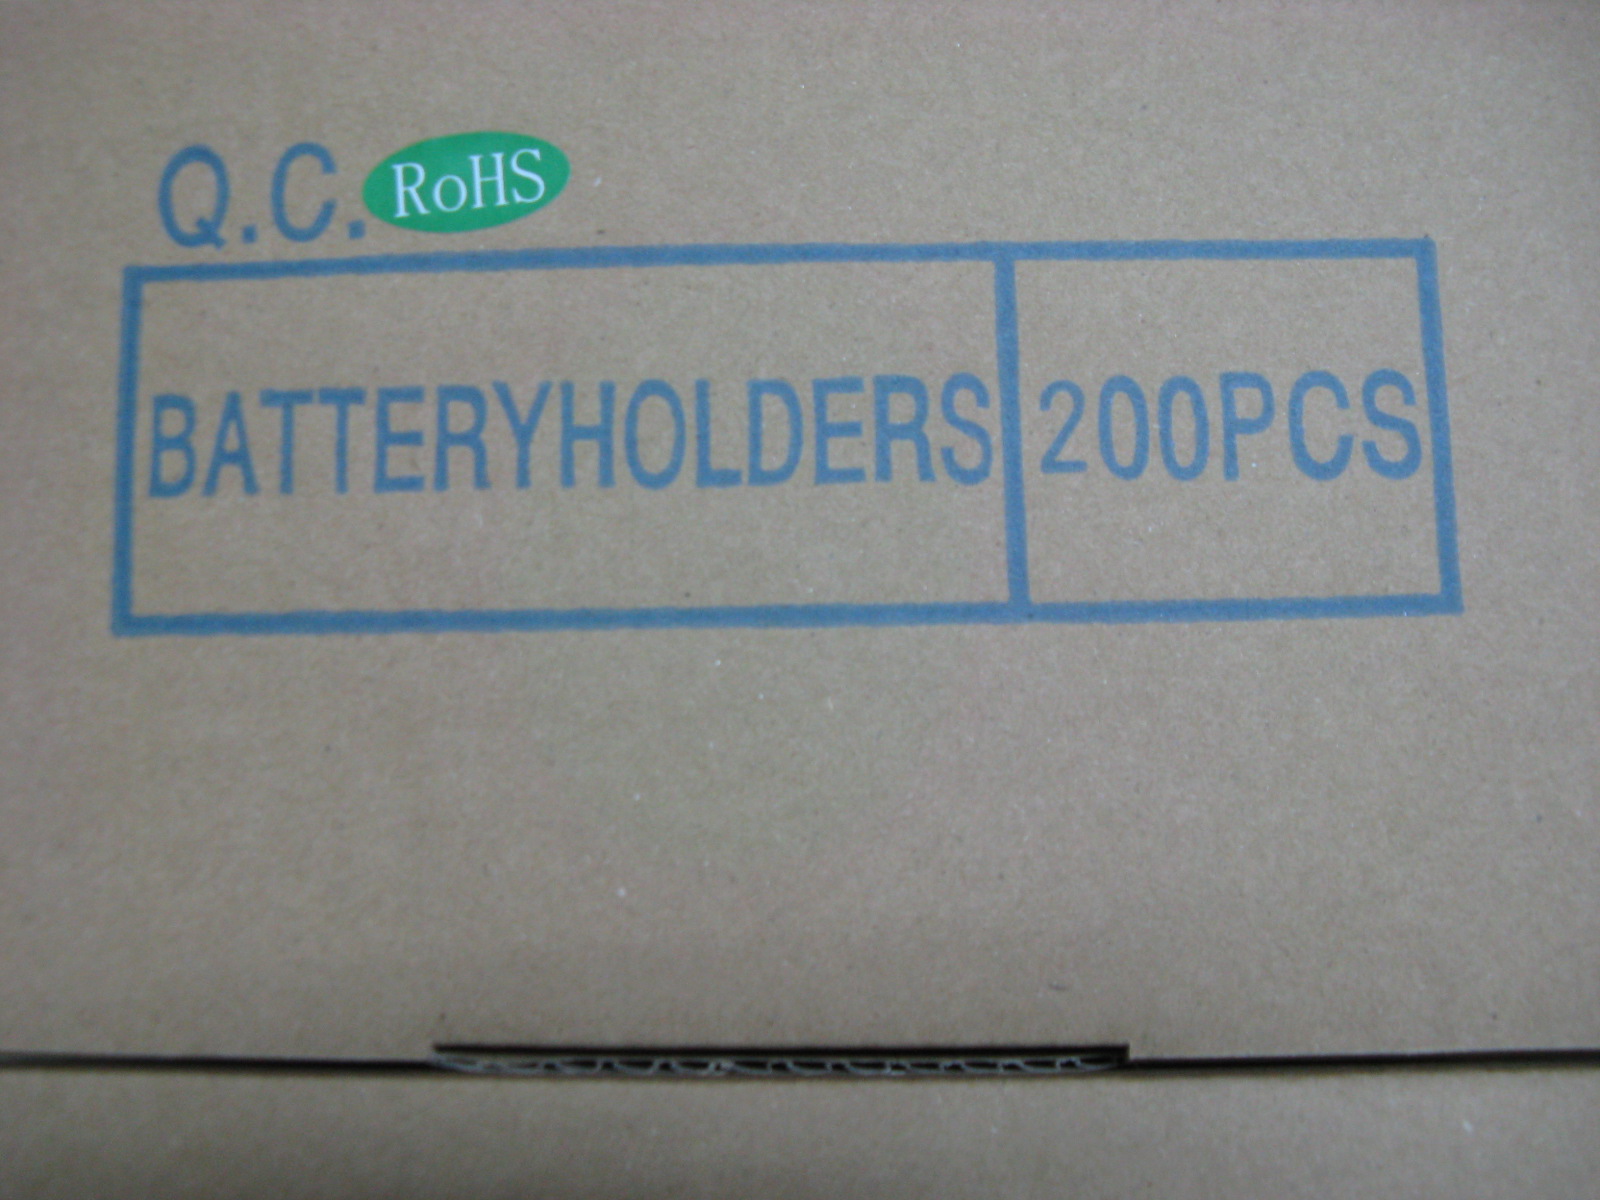 Q.C. RoHS
BATTERYHOLDERS 200PCS